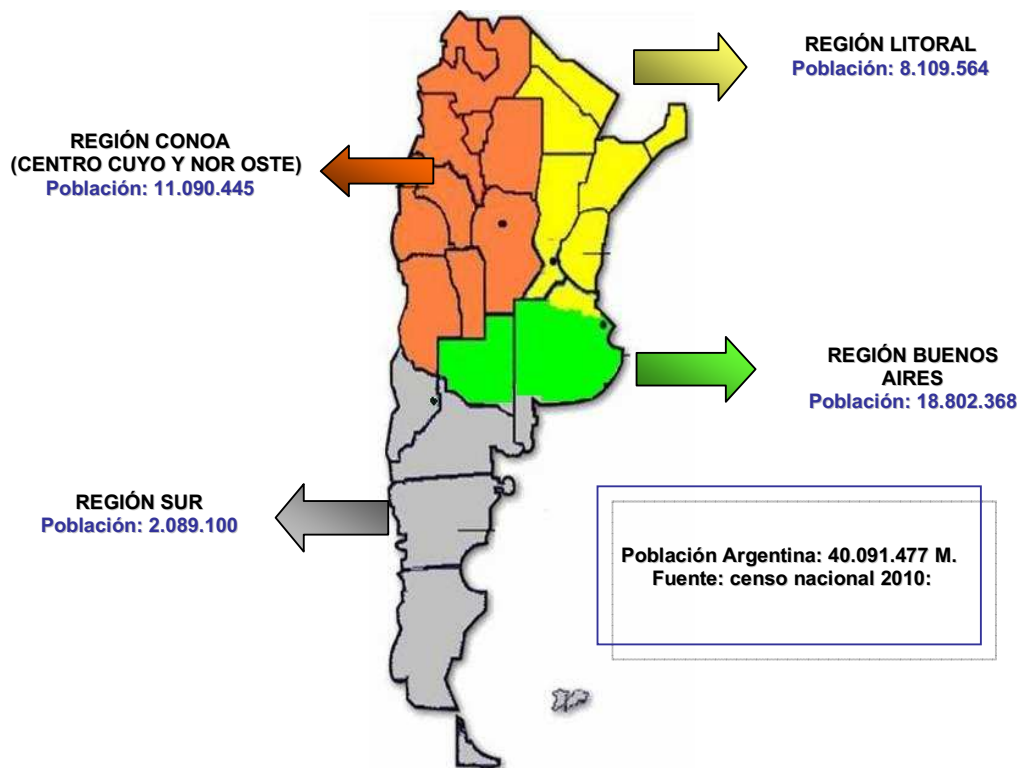 REGIÓN LITORAL
Población: 8.109.564
REGIÓN CONOA
(CENTRO CUYO Y NOR OSTE)
Población: 11.090.445
REGIÓN BUENOS
AIRES
Población: 18.802.368
REGIÓN SUR
Población: 2.089.100
Población Argentina: 40.091.477 M.
Fuente: censo nacional 2010: